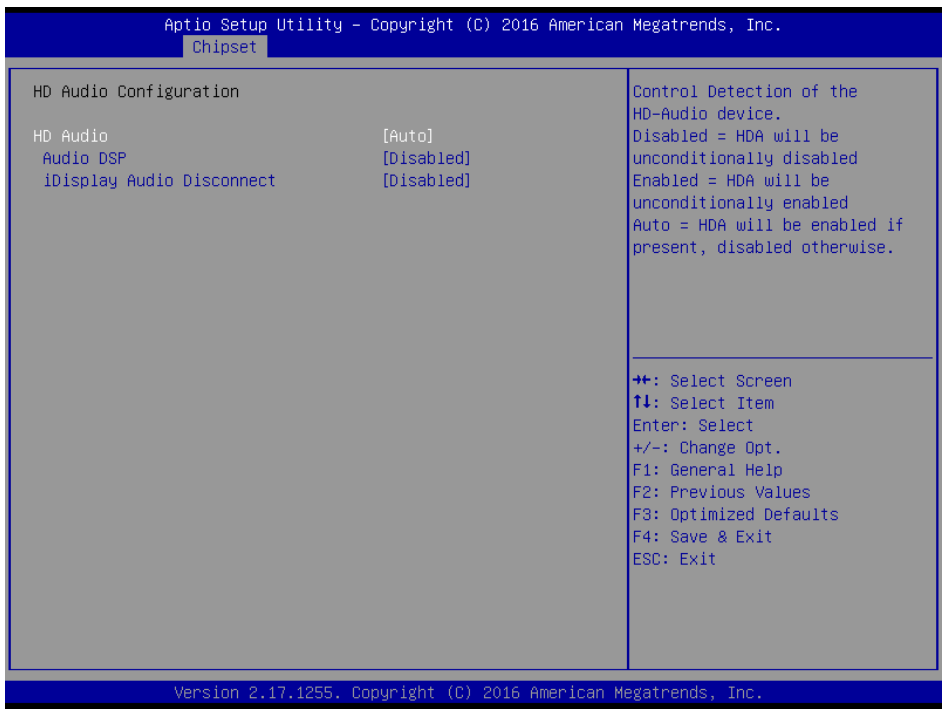 Aptio Setup Utility – Copyright (C) 2016 American Megatrends, Inc.
Chipset
HD Audio Configuration
HD Audio [Auto]
Audio DSP [Disabled]
iDisplay Audio Disconnect [Disabled]
Control Detection of the
HD-Audio device.
Disabled = HDA will be
unconditionally disabled
Enabled = HDA will be
unconditionally enabled
Auto = HDA will be enabled if
present, disabled otherwise.
→←: Select Screen
↑↓: Select Item
Enter: Select
+/-: Change Opt.
F1: General Help
F2: Previous Values
F3: Optimized Defaults
F4: Save & Exit
ESC: Exit
Version 2.17.1255. Copyright (C) 2016 American Megatrends, Inc.